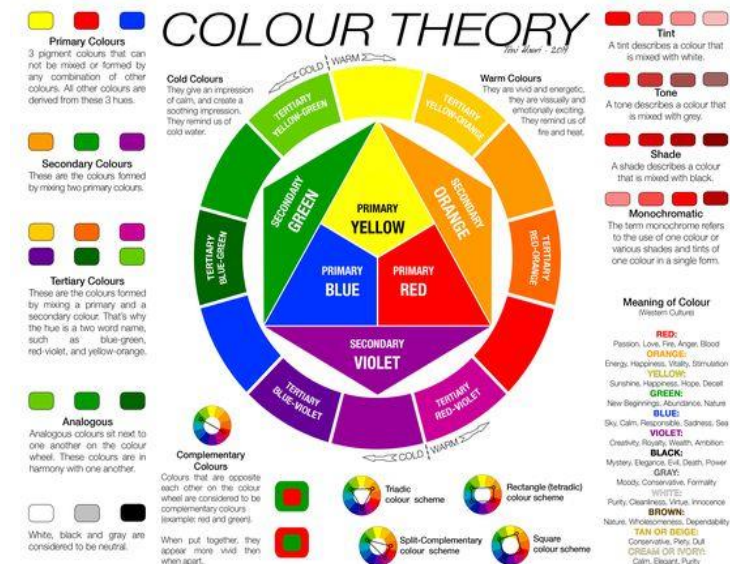 COLOUR THEORY
Primary Colours
3 pigment colours that can
not be mixed or formed by
any combination of other
colours. All other colours are
derived from these 3 hues.
Secondary Colours
These are the colours formed
by mixing two primary colours.
Tertiary Colours
These are the colours formed
by mixing a primary and a
secondary colour. That's why
the hue is a two word name,
such as blue-green,
red-violet, and yellow-orange.
Analogous
Analogous colours sit next to
one another on the colour
wheel. These colours are in
harmony with one another.
White, black and gray are
considered to be neutral.
Cold Colours
They give an impression
of calm, and create a
soothing impression.
They remind us of
cold water.
COLD WARM
Warm Colours
They are vivid and energetic,
they are vissually and
emotionally exciting.
They remind us of
fire and heat.
TERTIARY
YELLOW-GREEN
TERTIARY
YELLOW-ORANGE
SECONDARY
GREEN
SECONDARY
ORANGE
PRIMARY
YELLOW
TERTIARY
BLUE-GREEN
TERTIARY
RED-ORANGE
PRIMARY
BLUE
PRIMARY
RED
SECONDARY
VIOLET
TERTIARY
BLUE-VIOLET
TERTIARY
RED-VIOLET
COLD WARM
Complementary
Colours
Colours that are opposite
each other on the colour
wheel are considered to be
complementary colours
(example: red and green).
When put together, they
appear more vivid then
when apart.
Triadic
colour scheme
Rectangle (tetradic)
colour scheme
Split-Complementary
colour scheme
Square
colour scheme
Tint
A tint describes a colour that
is mixed with white.
Tone
A tone describes a colour that
is mixed with grey.
Shade
A shade describes a colour
that is mixed with black.
Monochromatic
The term monochrome refers
to the use of one colour or
various shades and tints of
one colour in a single form.
Meaning of Colour
(Western Culture)
RED:
Passion, Love, Fire, Anger, Blood
ORANGE:
Energy, Happiness, Vitality, Stimulation
YELLOW:
Sunshine, Happiness, Hope, Deceit
GREEN:
New Beginnings, Abundance, Nature
BLUE:
Sky, Calm, Responsible, Sadness, Sea
VIOLET:
Creativity, Royalty, Wealth, Ambition
BLACK:
Mystery, Elegance, Evil, Death, Power
GRAY:
Moody, Conservative, Formality
WHITE:
Purity, Cleanliness, Virtue, Innocence
BROWN:
Nature, Wholesomeness, Dependability
TAN OR BEIGE:
Conservative, Piety, Dull
CREAM OR IVORY:
Calm, Elegant, Purity